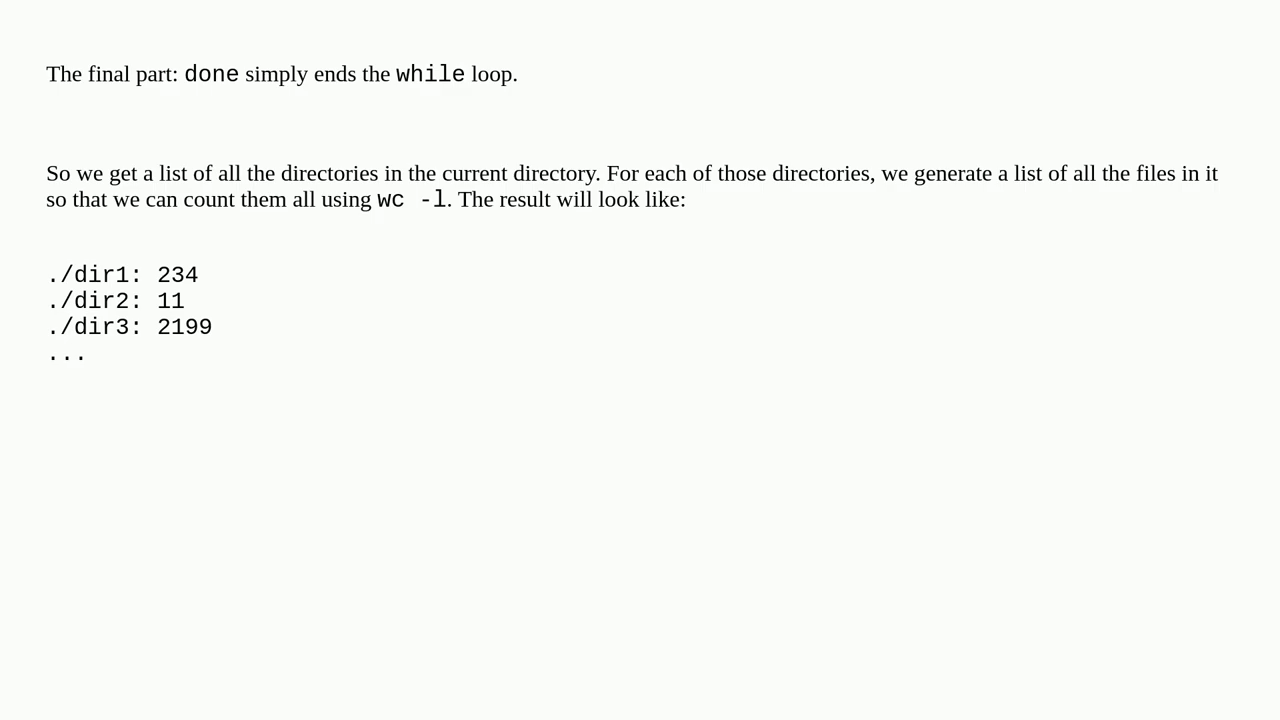 The final part: done simply ends the while loop.
So we get a list of all the directories in the current directory. For each of those directories, we generate a list of all the files in it
so that we can count them all using wc -l. The result will look like:
./dir1: 234
./dir2: 11
./dir3: 2199
...